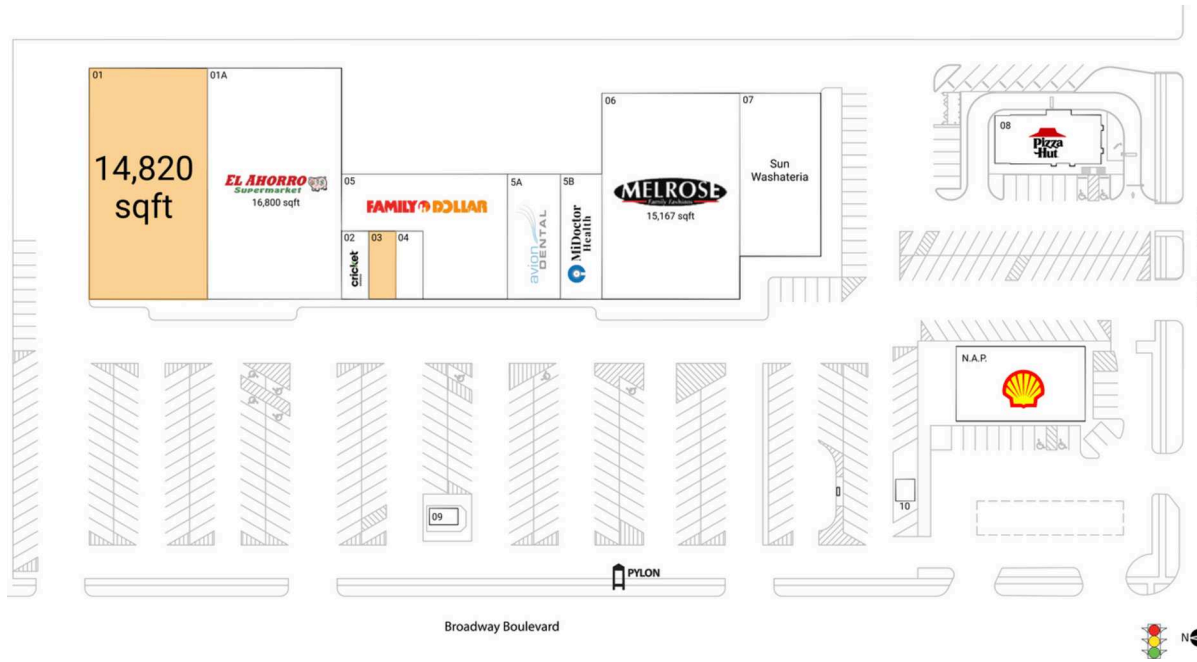 01
14,820
sqft
01A
EL AHORRO
Supermarket
16,800 sqft
05
FAMILY DOLLAR
02
cricket
03
04
5A
avion
DENTAL
5B
MiDoctor
Health
06
MELROSE
Family Fashions
15,167 sqft
07
Sun
Washateria
08
Pizza
Hut
N.A.P.
09
10
PYLON
Broadway Boulevard
N